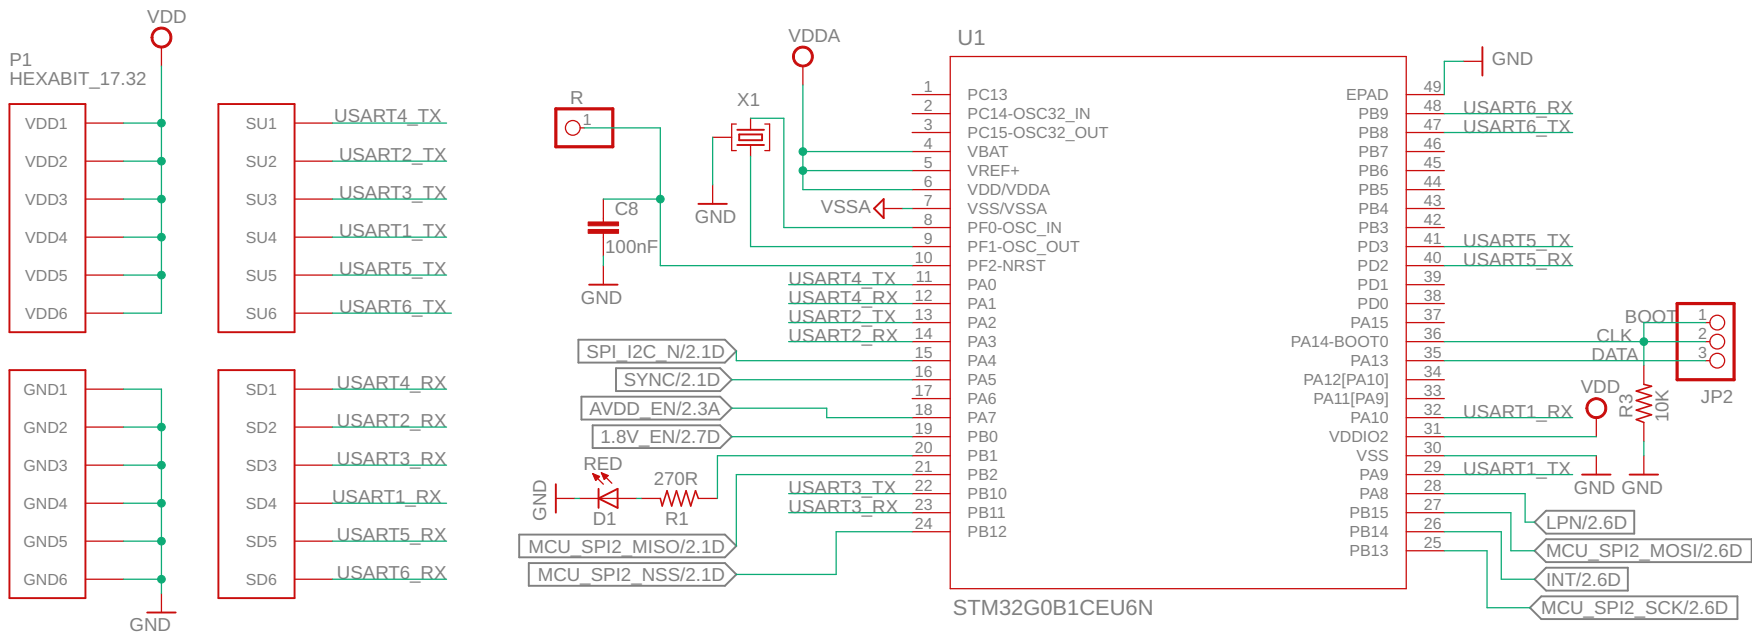 VDD
P1
HEXABIT_17.32
VDD1
VDD2
VDD3
VDD4
VDD5
VDD6
SU1 USART4_TX
SU2 USART2_TX
SU3 USART3_TX
SU4 USART1_TX
SU5 USART5_TX
SU6 USART6_TX
GND1
GND2
GND3
GND4
GND5
GND6
GND
SD1 USART4_RX
SD2 USART2_RX
SD3 USART3_RX
SD4 USART1_RX
SD5 USART5_RX
SD6 USART6_RX
R
1
C8
100nF
GND
X1
GND
VDDA
VSSA
U1
1 PC13
2 PC14-OSC32_IN
3 PC15-OSC32_OUT
4 VBAT
5 VREF+
6 VDD/VDDA
7 VSS/VSSA
8 PF0-OSC_IN
9 PF1-OSC_OUT
10 PF2-NRST
USART4_TX 11 PA0
USART4_RX 12 PA1
USART2_TX 13 PA2
USART2_RX 14 PA3
SPI_I2C_N/2.1D 15 PA4
SYNC/2.1D 16 PA5
17 PA6
AVDD_EN/2.3A 18 PA7
1.8V_EN/2.7D 19 PB0
20 PB1
21 PB2
USART3_TX 22 PB10
USART3_RX 23 PB11
24 PB12
GND
RED
D1
270R
R1
MCU_SPI2_MISO/2.1D
MCU_SPI2_NSS/2.1D
EPAD 49 GND
PB9 48 USART6_RX
PB8 47 USART6_TX
PB7 46
PB6 45
PB5 44
PB4 43
PB3 42
PD3 41 USART5_TX
PD2 40 USART5_RX
PD1 39
PD0 38
PA15 37
PA14-BOOT0 36
PA13 35
PA12[PA10] 34
PA11[PA9] 33
PA10 32 USART1_RX
VDDIO2 31
VSS 30
PA9 29 USART1_TX
PA8 28
PB15 27
PB14 26
PB13 25
STM32G0B1CEU6N
BOOT 1
CLK 2
DATA 3
JP2
VDD
R3
10K
GND
GND
LPN/2.6D
MCU_SPI2_MOSI/2.6D
INT/2.6D
MCU_SPI2_SCK/2.6D